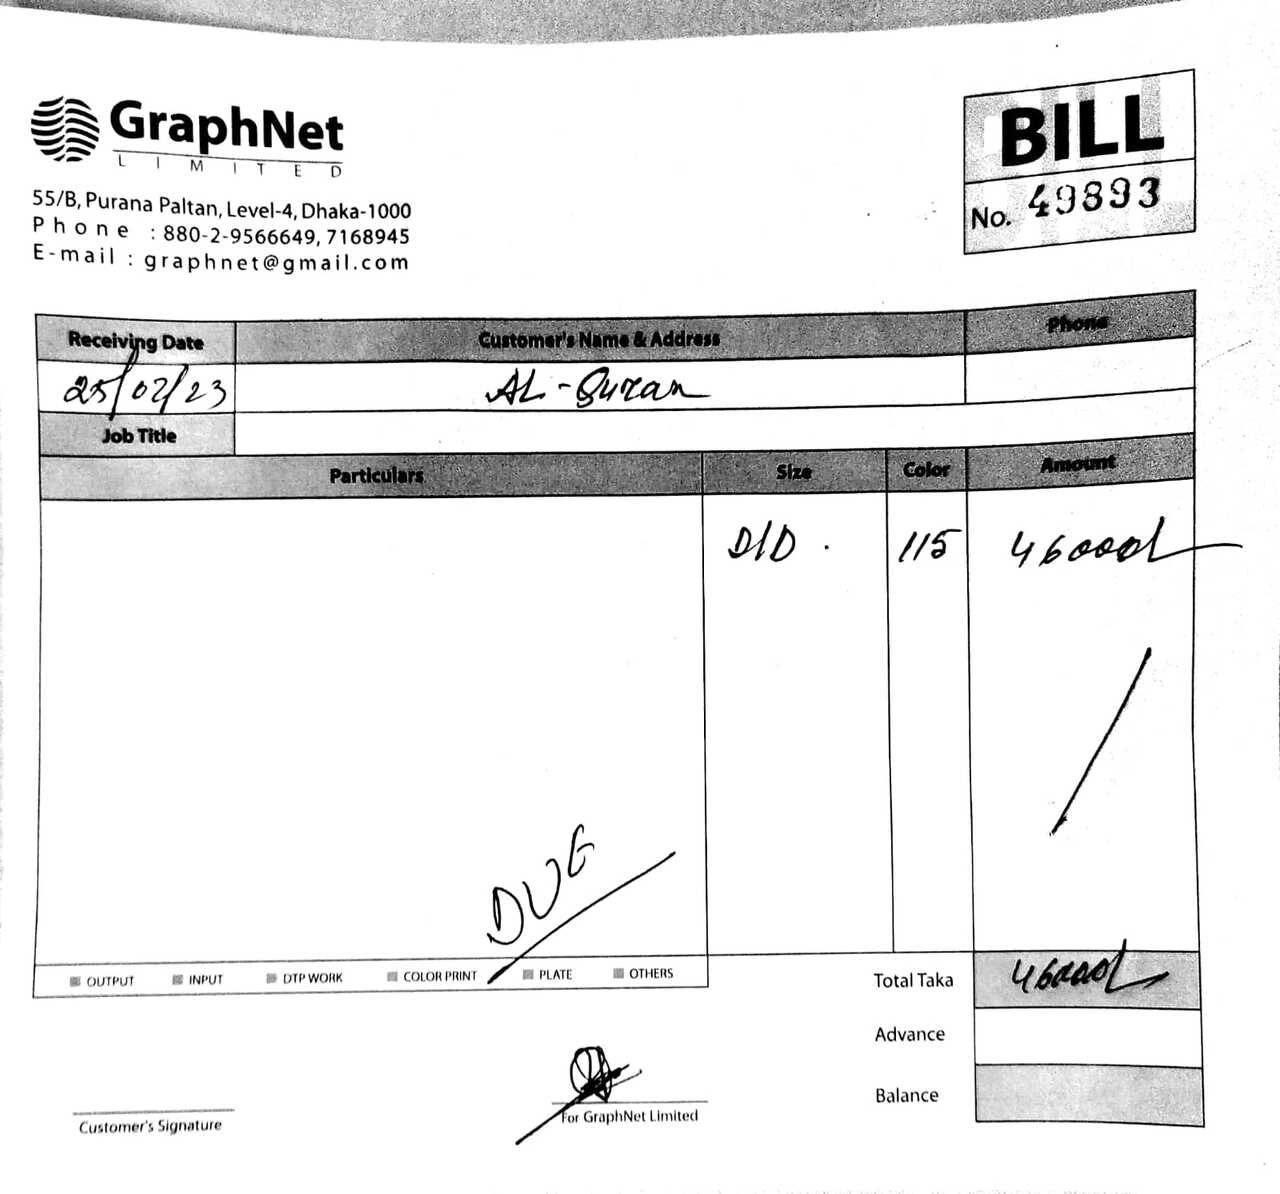 GraphNet
LIMITED
55/B, Purana Paltan, Level-4, Dhaka-1000
Phone : 880-2-9566649, 7168945
E-mail : graphnet@gmail.com
BILL
No. 49893
Receiving Date Customer's Name & Address Phone
25/02/23 AL-Quran
Job Title
Particulars Size Color Amount
D/D. 115 46000/-
DUE
OUTPUT INPUT DTP WORK COLOR PRINT PLATE OTHERS
Total Taka 46000/-
Advance
Balance
Customer's Signature
For GraphNet Limited